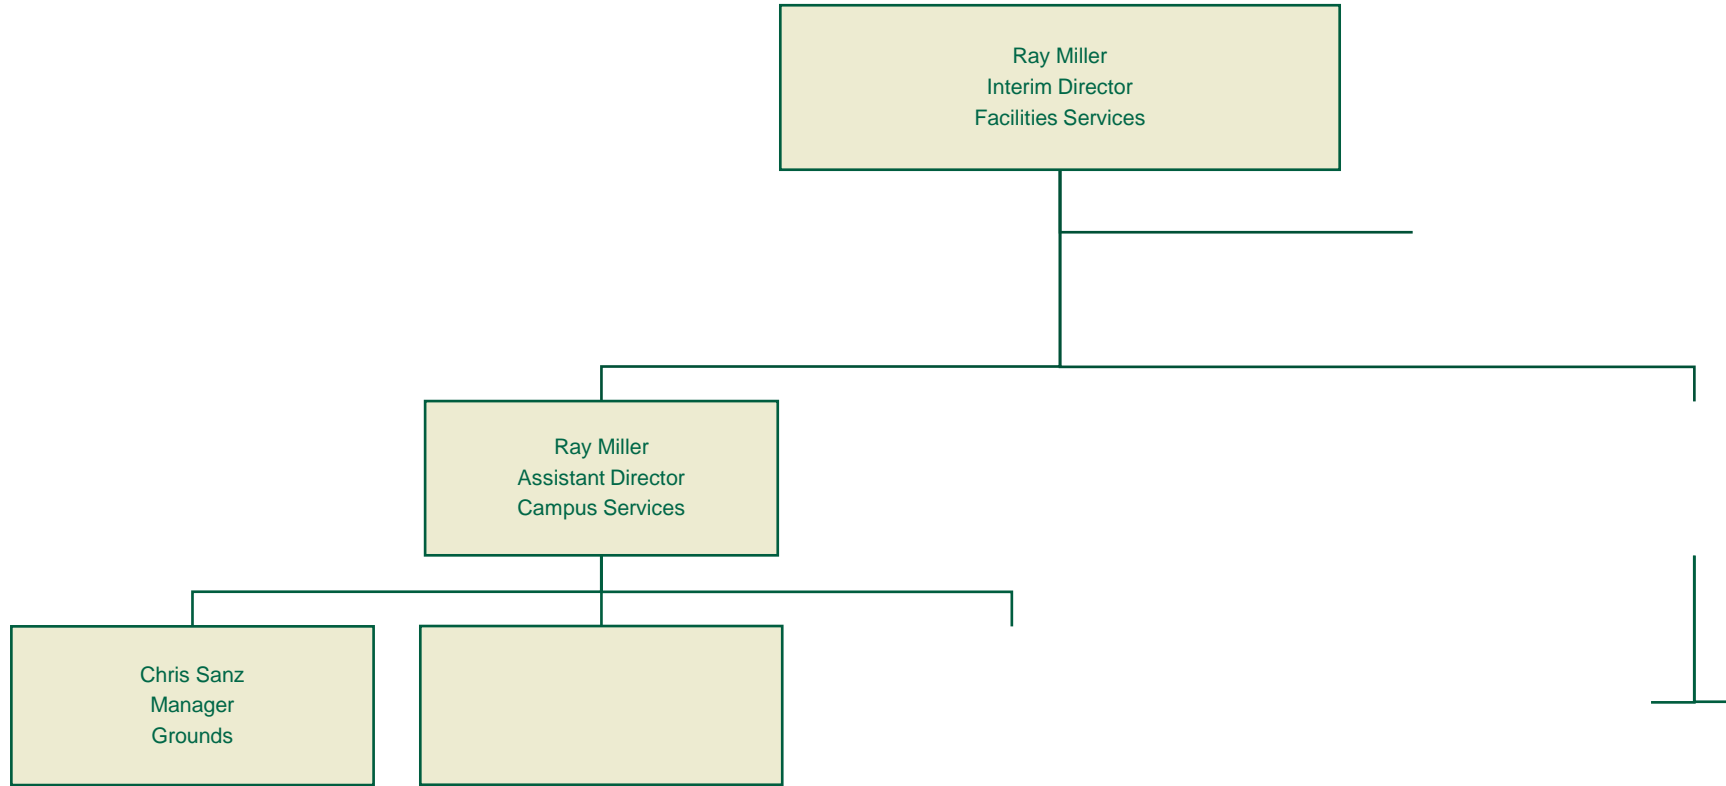 Ray Miller
Interim Director
Facilities Services
Ray Miller
Assistant Director
Campus Services
Chris Sanz
Manager
Grounds